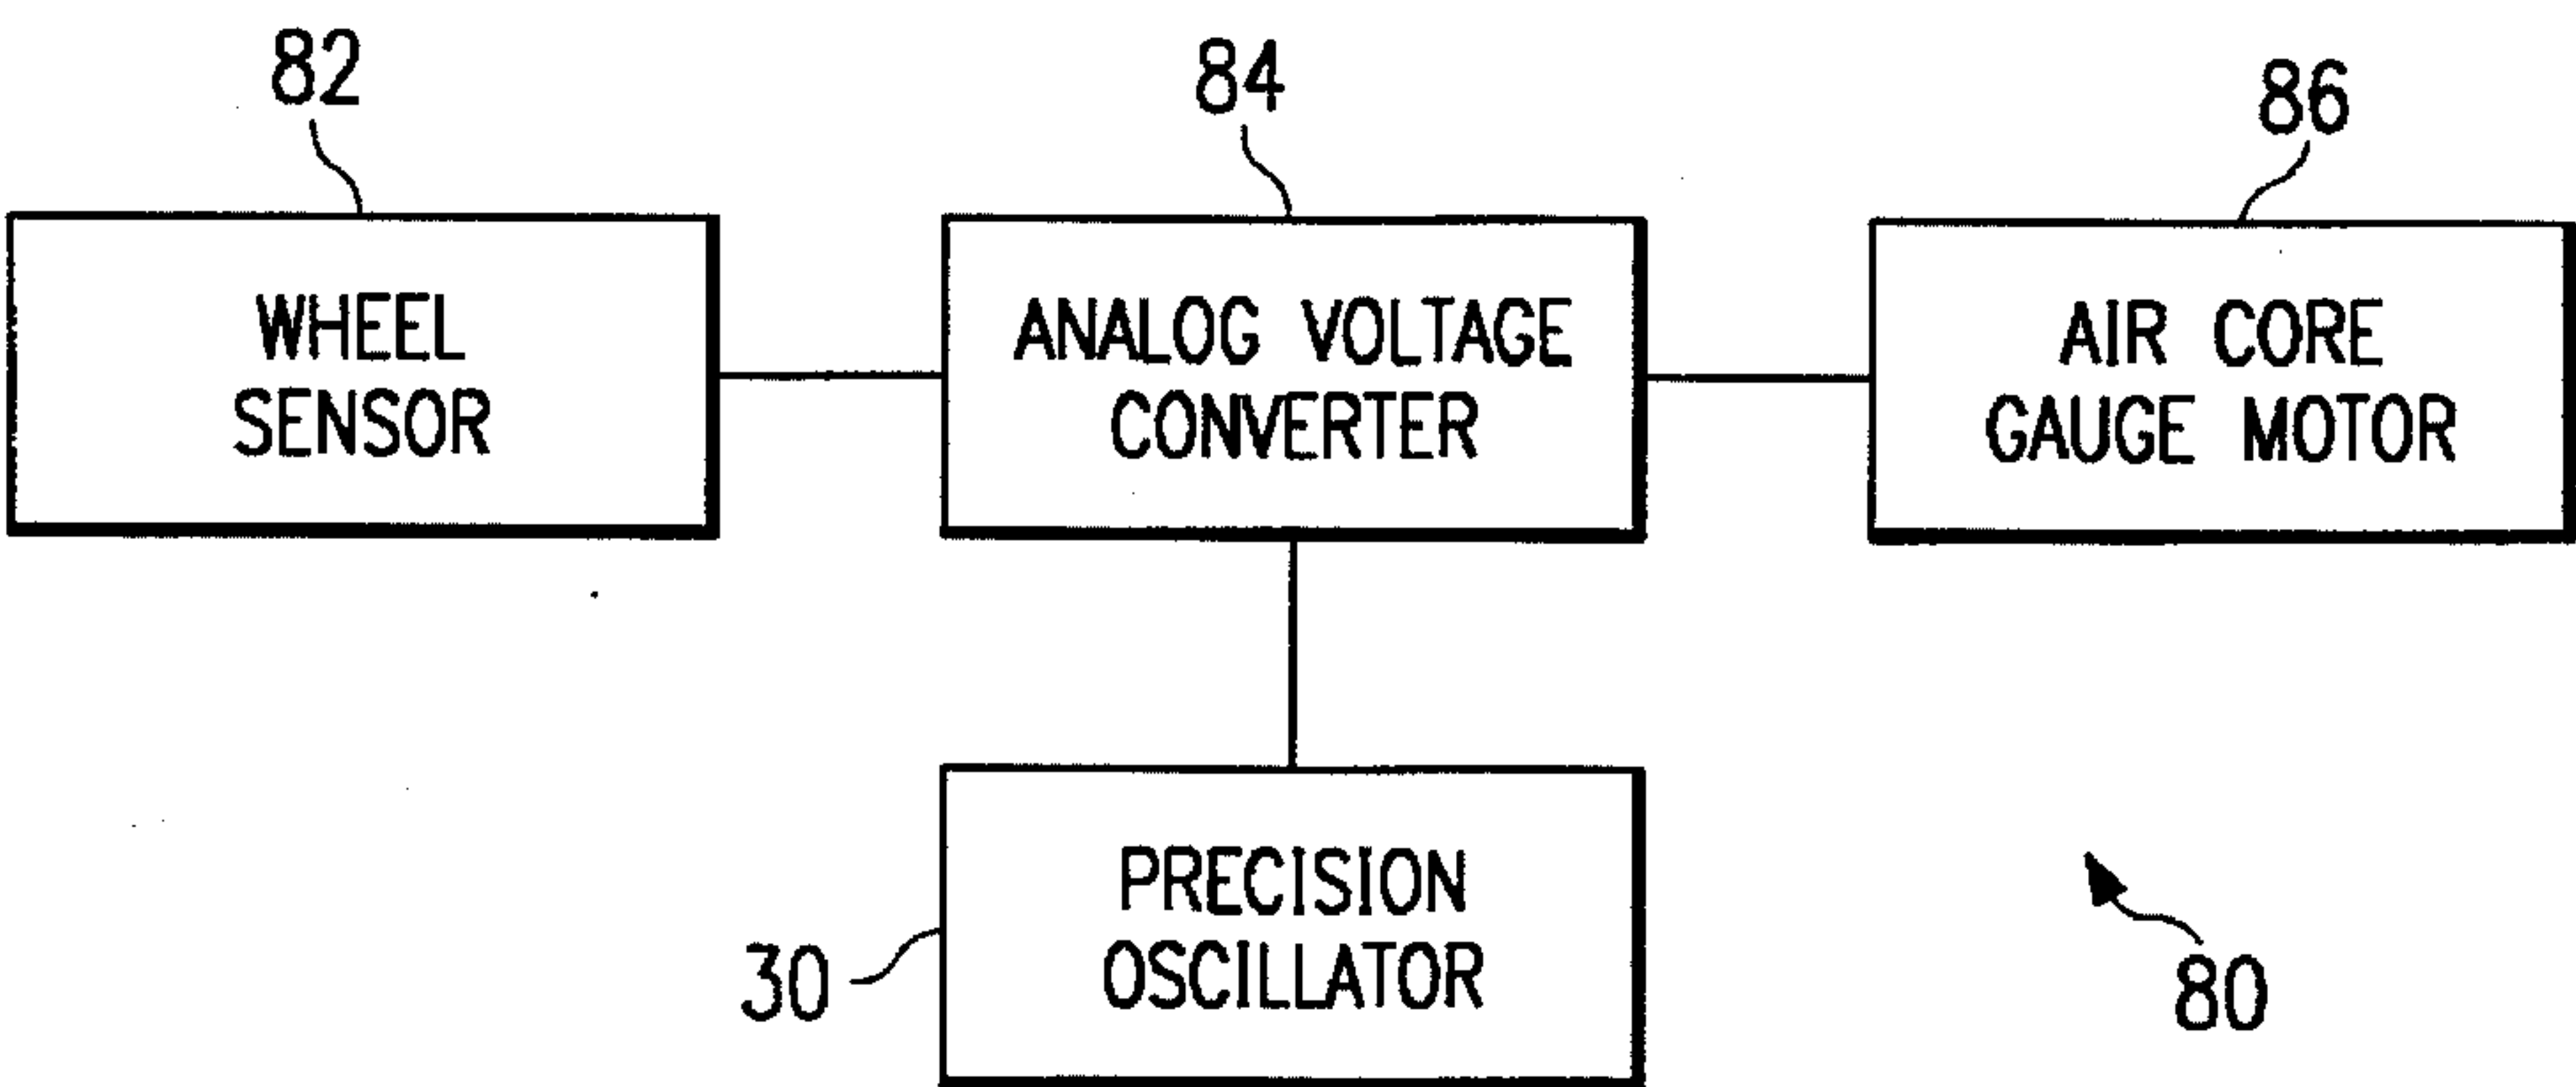 82
84
86
WHEEL
SENSOR
ANALOG VOLTAGE
CONVERTER
AIR CORE
GAUGE MOTOR
PRECISION
OSCILLATOR
30
80